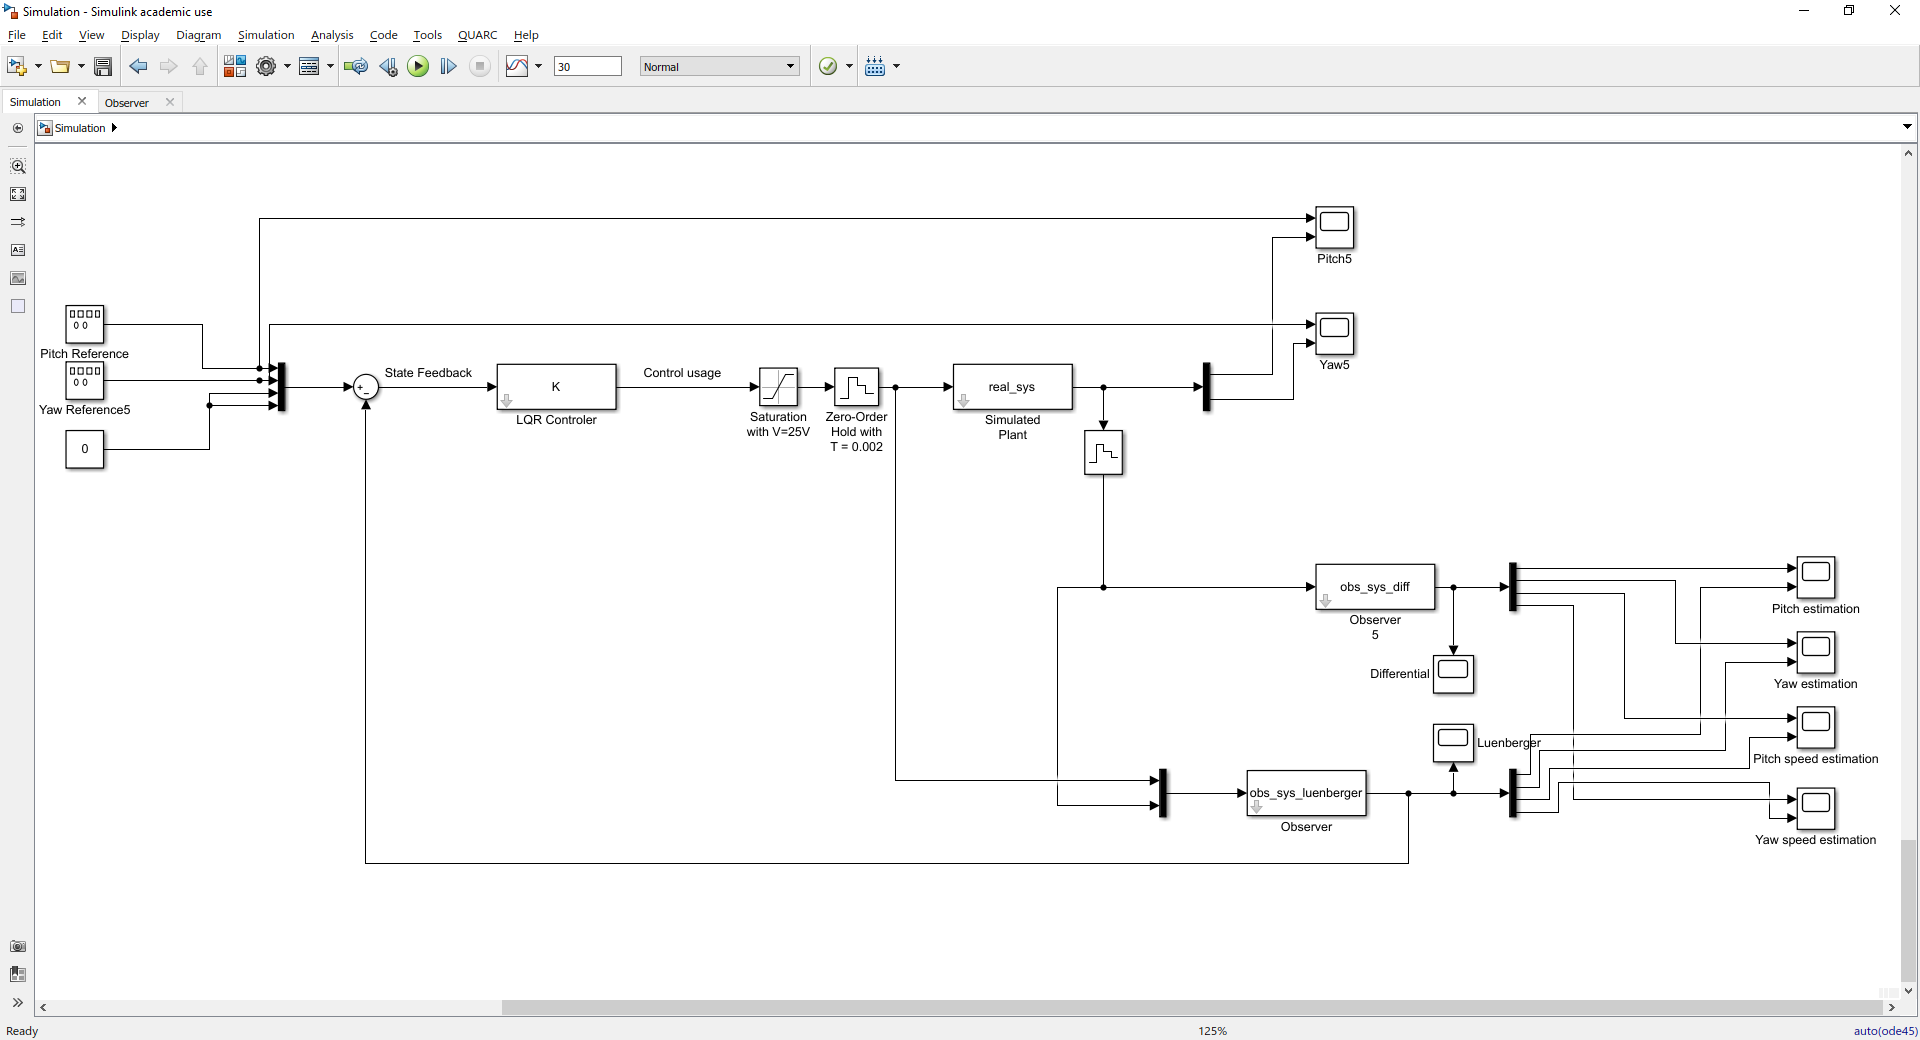 Simulation - Simulink academic use
File Edit View Display Diagram Simulation Analysis Code Tools QUARC Help
30
Normal
Simulation
Observer
Simulation
Pitch5
Pitch Reference
Yaw5
State Feedback
K
LQR Controler
Control usage
Saturation
with V=25V
Zero-Order
Hold with
T = 0.002
real_sys
Simulated
Plant
Yaw Reference5
0
obs_sys_diff
Observer
5
Pitch estimation
Differential
Yaw estimation
Luenberger
Pitch speed estimation
obs_sys_luenberger
Observer
Yaw speed estimation
Ready
125%
auto(ode45)